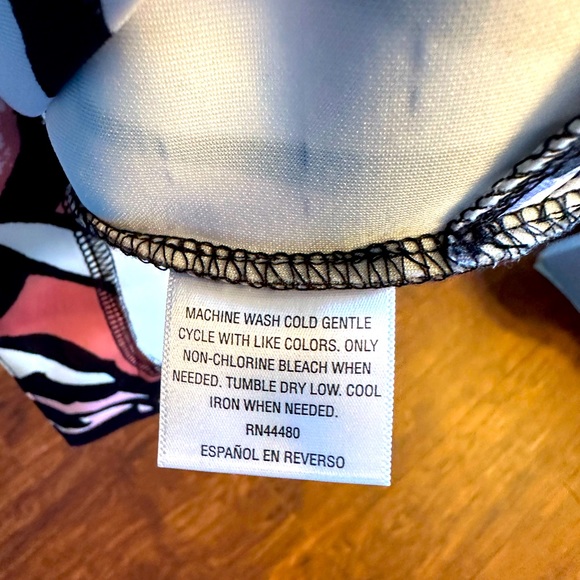 MACHINE WASH COLD GENTLE
CYCLE WITH LIKE COLORS. ONLY
NON-CHLORINE BLEACH WHEN
NEEDED. TUMBLE DRY LOW. COOL
IRON WHEN NEEDED.
RN44480
ESPAÑOL EN REVERSO